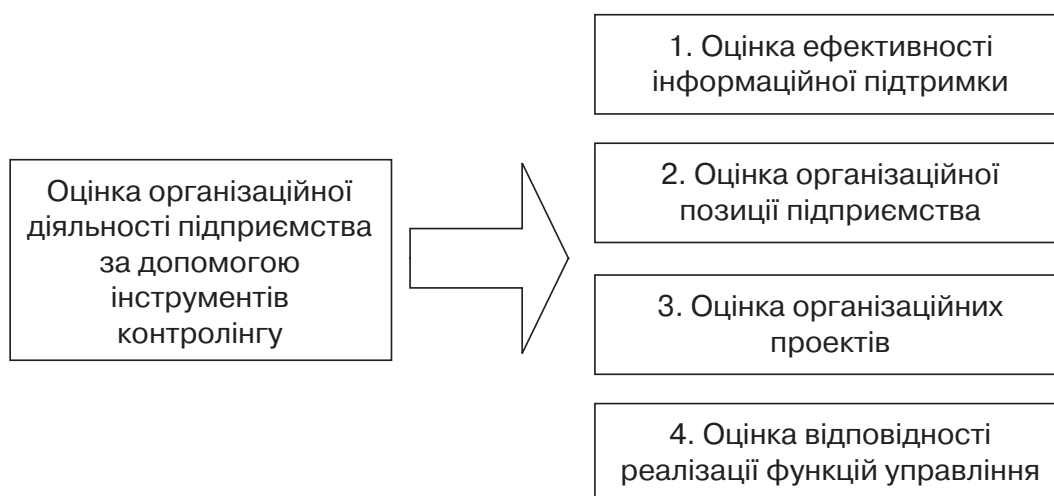 Оцінка організаційної
діяльності підприємства
за допомогою
інструментів
контролінгу
1. Оцінка ефективності
інформаційної підтримки
2. Оцінка організаційної
позиції підприємства
3. Оцінка організаційних
проектів
4. Оцінка відповідності
реалізації функцій управління